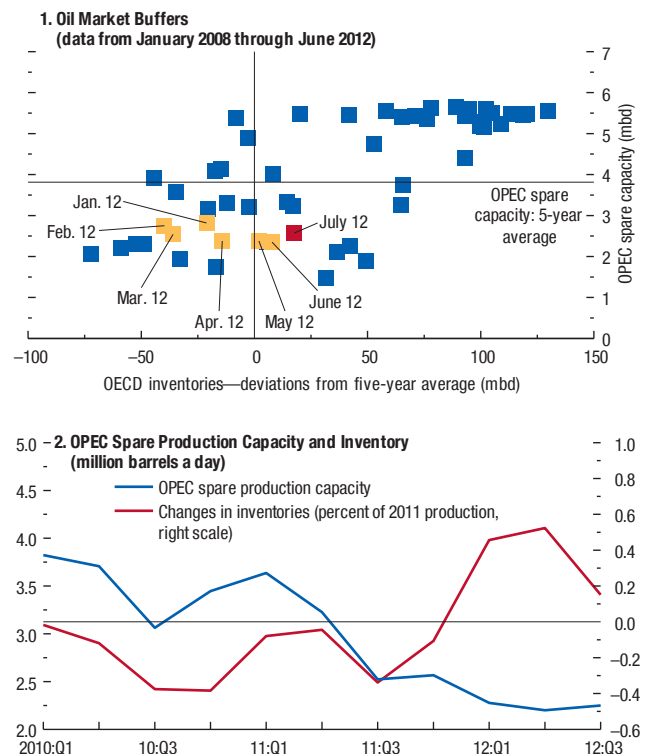 1. Oil Market Buffers
(data from January 2008 through June 2012)
7
6
5
4
3
2
1
0
OPEC spare capacity (mbd)
OPEC spare
capacity: 5-year
average
Jan. 12
Feb. 12
Mar. 12
Apr. 12
May 12
June 12
July 12
–100
–50
0
50
100
150
OECD inventories—deviations from five-year average (mbd)
2. OPEC Spare Production Capacity and Inventory
(million barrels a day)
OPEC spare production capacity
Changes in inventories (percent of 2011 production,
right scale)
5.0
4.5
4.0
3.5
3.0
2.5
2.0
1.0
0.8
0.6
0.4
0.2
0.0
–0.2
–0.4
–0.6
2010:Q1
10:Q3
11:Q1
11:Q3
12:Q1
12:Q3